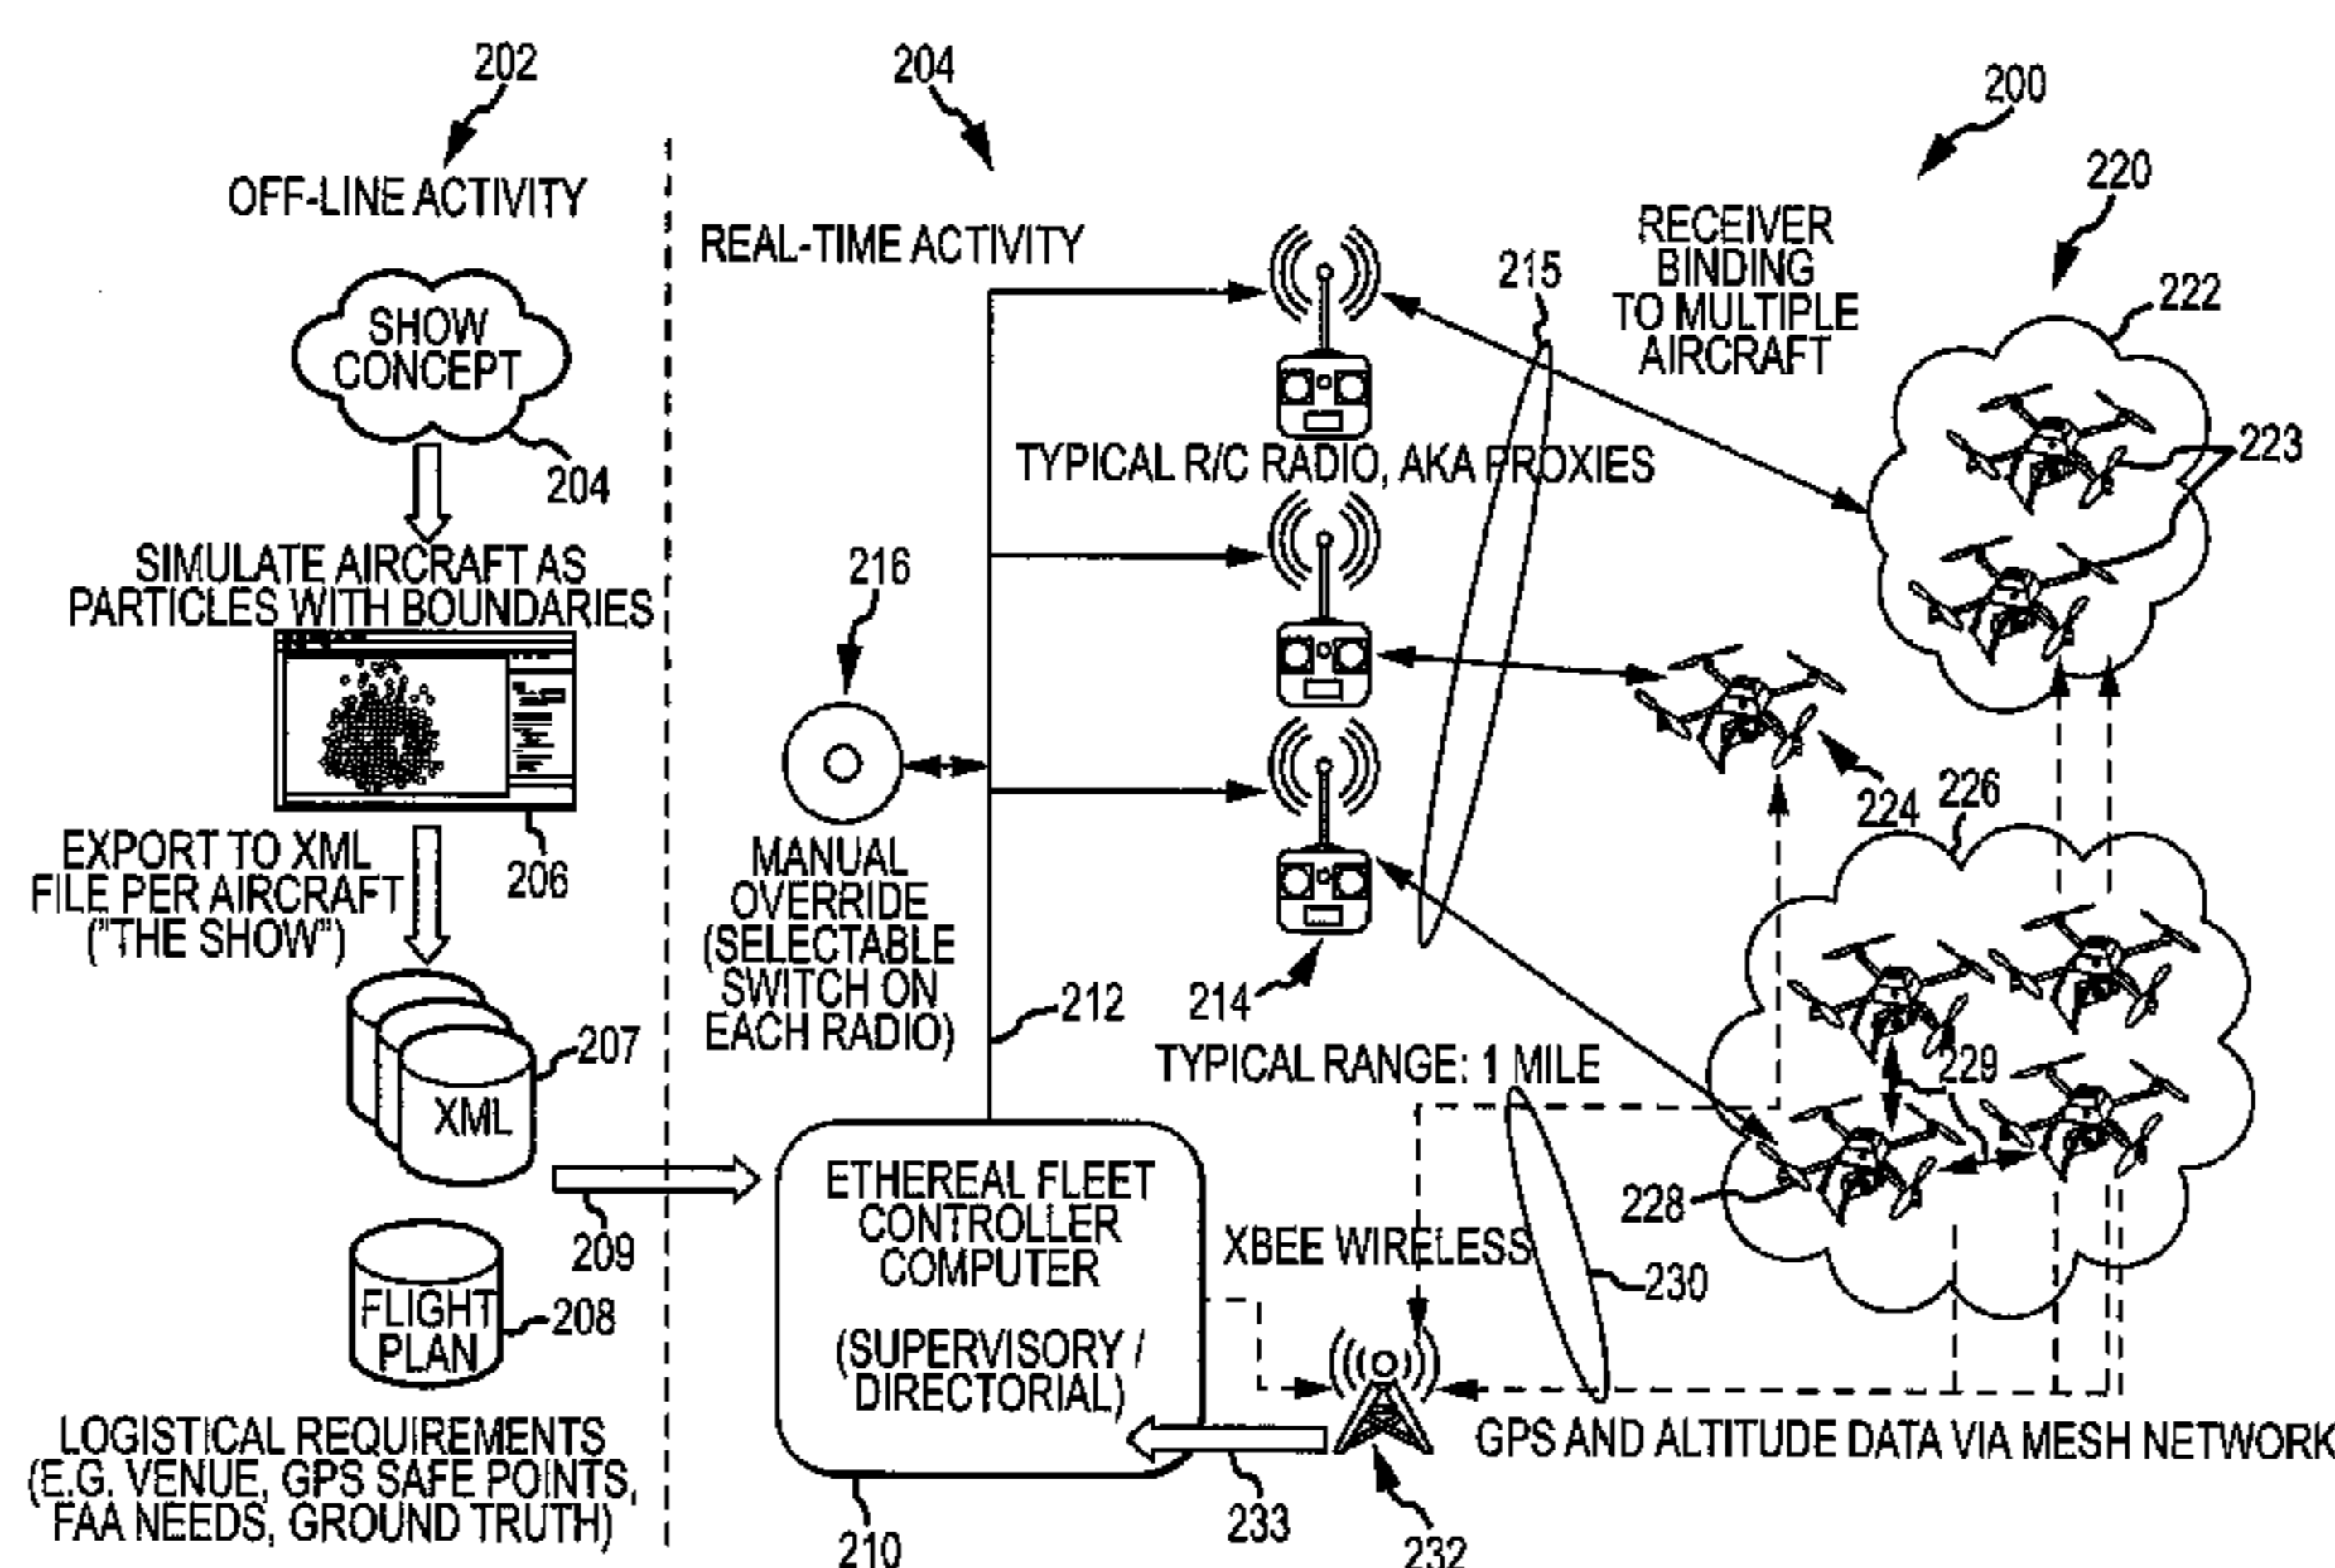 202
OFF-LINE ACTIVITY
SHOW
CONCEPT
204
SIMULATE AIRCRAFT AS
PARTICLES WITH BOUNDARIES
206
EXPORT TO XML
FILE PER AIRCRAFT
("THE SHOW")
XML
207
209
FLIGHT
PLAN
208
LOGISTICAL REQUIREMENTS
(E.G. VENUE, GPS SAFE POINTS,
FAA NEEDS, GROUND TRUTH)
204
REAL-TIME ACTIVITY
216
MANUAL
OVERRIDE
(SELECTABLE
SWITCH ON
EACH RADIO)
212
TYPICAL R/C RADIO, AKA PROXIES
214
215
TYPICAL RANGE: 1 MILE
ETHEREAL FLEET
CONTROLLER
COMPUTER
(SUPERVISORY /
DIRECTORIAL)
210
XBEE WIRELESS
230
233
232
GPS AND ALTITUDE DATA VIA MESH NETWORK
200
RECEIVER
BINDING
TO MULTIPLE
AIRCRAFT
220
222
223
224
226
229
228